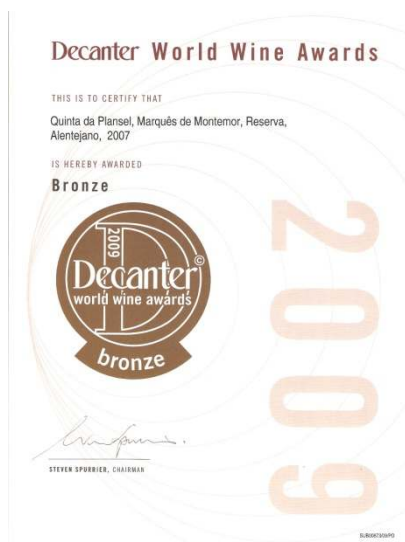 Decanter World Wine Awards
THIS IS TO CERTIFY THAT
Quinta da Plansel, Marquês de Montemor, Reserva,
Alentejano, 2007
IS HEREBY AWARDED
Bronze
2009
Decanter©
world wine awards
bronze
2009
STEVEN SPURRIER, CHAIRMAN